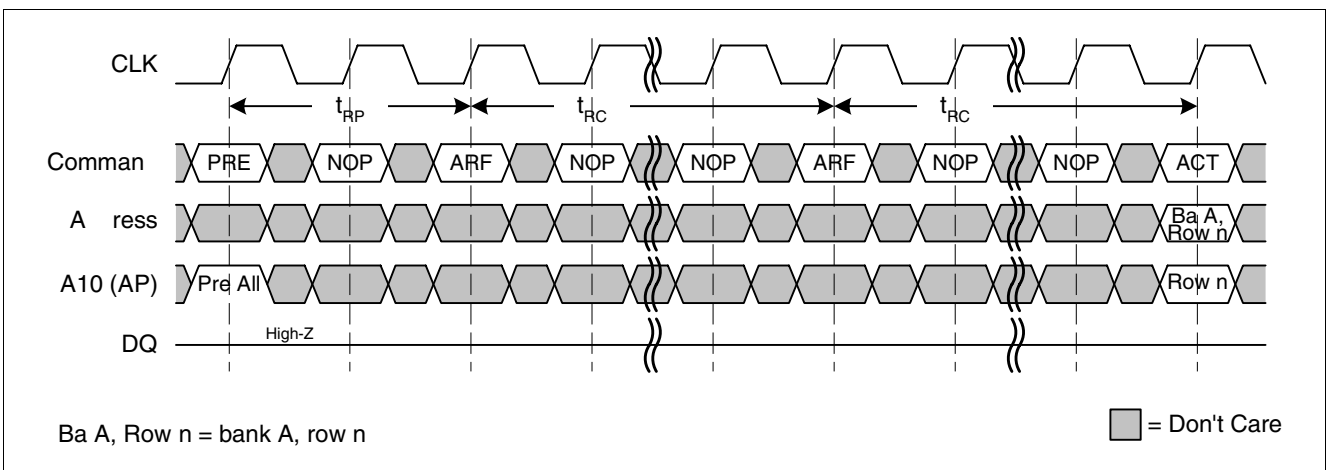 CLK
tRP tRC tRC
Comman PRE NOP ARF NOP NOP ARF NOP NOP ACT
A ress Ba A,
Row n
A10 (AP) Pre All Row n
DQ High-Z
Ba A, Row n = bank A, row n
= Don't Care